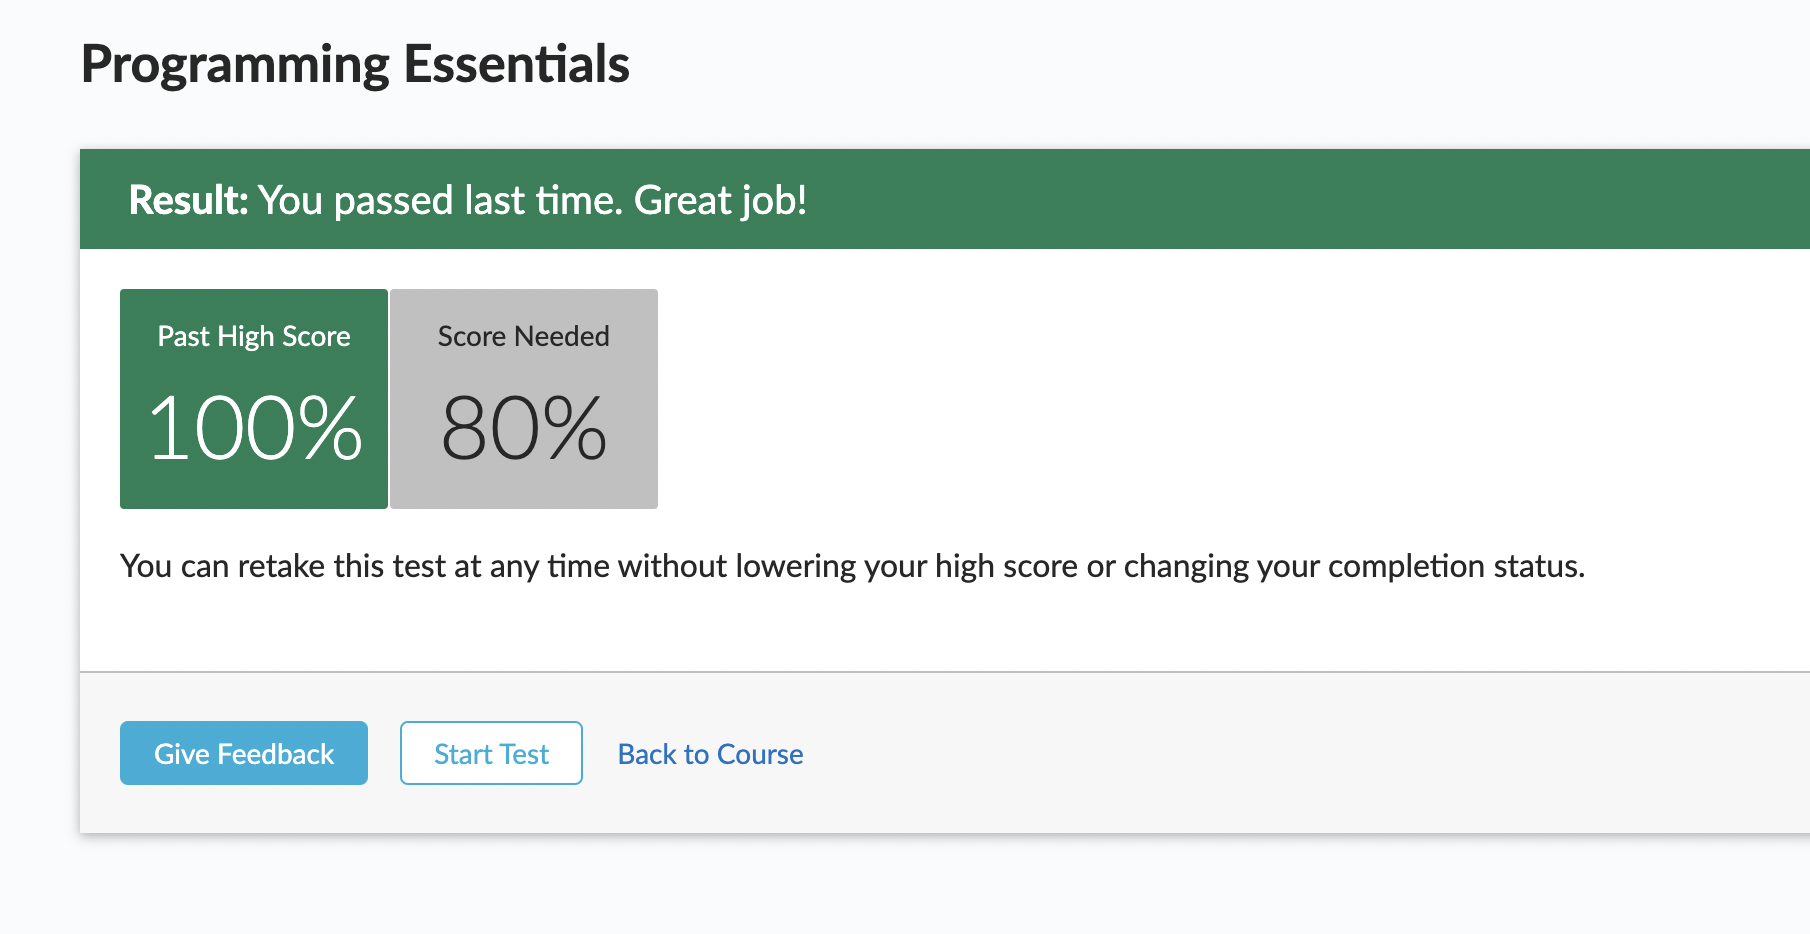 Programming Essentials
Result: You passed last time. Great job!
Past High Score
100%
Score Needed
80%
You can retake this test at any time without lowering your high score or changing your completion status.
Give Feedback
Start Test
Back to Course